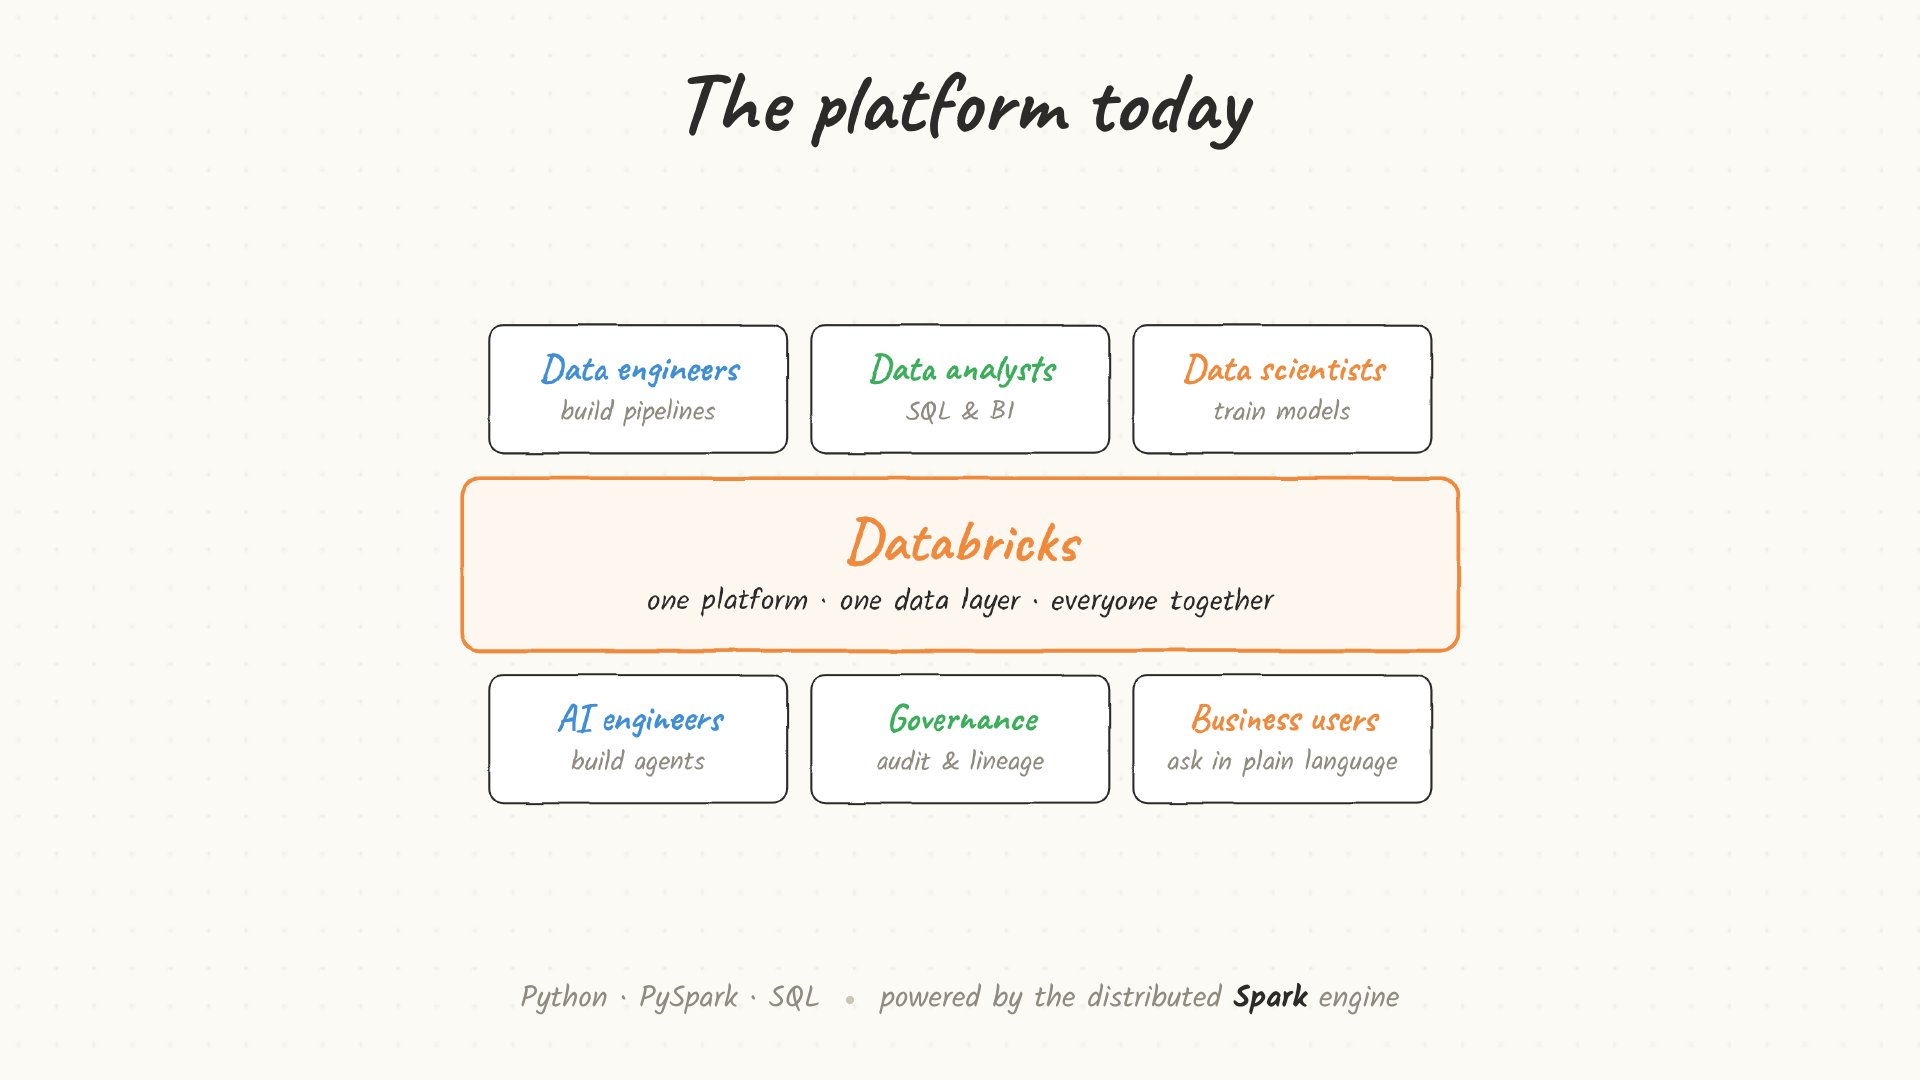 The platform today
Data engineers
build pipelines
Data analysts
SQL & BI
Data scientists
train models
Databricks
one platform · one data layer · everyone together
AI engineers
build agents
Governance
audit & lineage
Business users
ask in plain language
Python · PySpark · SQL • powered by the distributed Spark engine